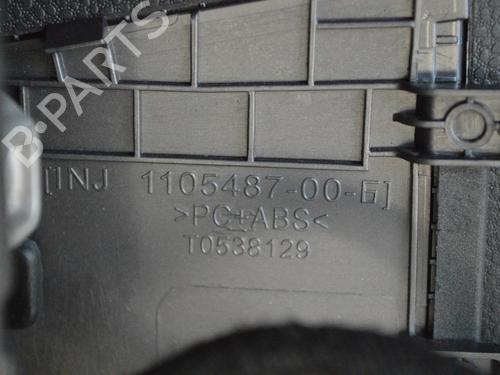 B-PARTS
[INJ 1105487-00-E]
>PC+ABS<
T0538129